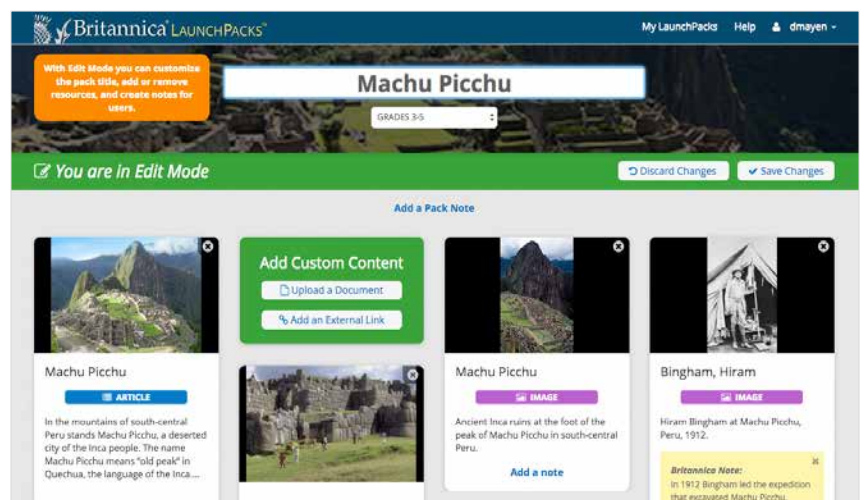 Britannica® LAUNCHPACKS™
My LaunchPacks Help dmayen
With Edit Mode you can customize
the pack title, add or remove
resources, and create notes for
users.
Machu Picchu
GRADES 3-5
You are in Edit Mode
Discard Changes
Save Changes
Add a Pack Note
Machu Picchu
ARTICLE
In the mountains of south-central
Peru stands Machu Picchu, a deserted
city of the Inca people. The name
Machu Picchu means "old peak" in
Quechua, the language of the Inca....
Add Custom Content
Upload a Document
Add an External Link
Machu Picchu
IMAGE
Ancient Inca ruins at the foot of the
peak of Machu Picchu in south-central
Peru.
Add a note
Bingham, Hiram
IMAGE
Hiram Bingham at Machu Picchu,
Peru, 1912.
Britannica Note:
In 1912 Bingham led the expedition
that excavated Machu Picchu.